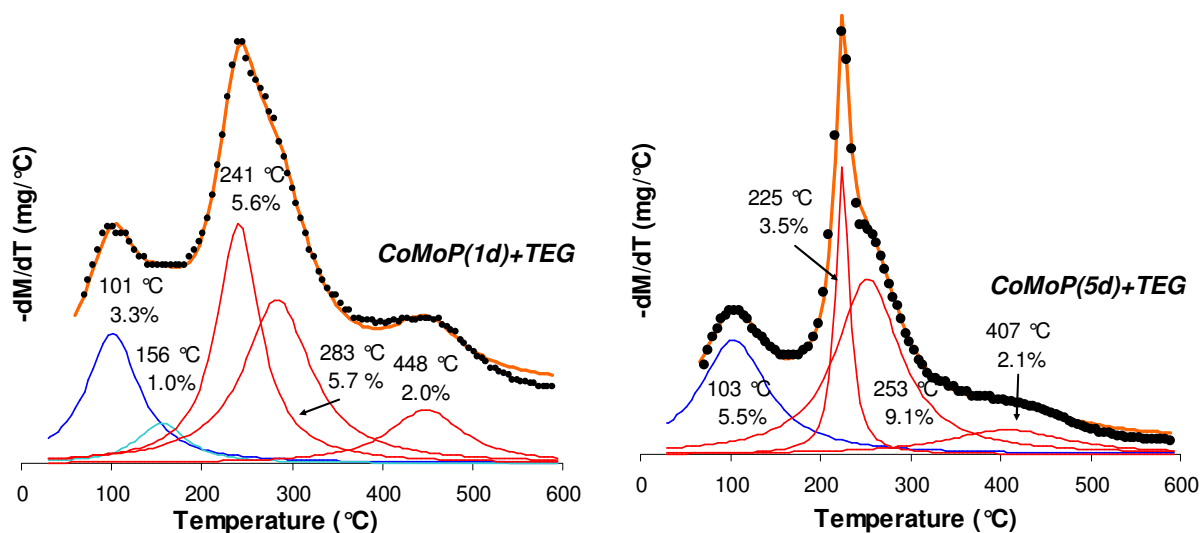 -dM/dT (mg/°C)
241 °C
5.6%
CoMoP(1d)+TEG
101 °C
3.3%
156 °C
1.0%
283 °C
5.7 %
448 °C
2.0%
0 100 200 300 400 500 600
Temperature (°C)
-dM/dT (mg/°C)
225 °C
3.5%
CoMoP(5d)+TEG
407 °C
2.1%
103 °C
5.5%
253 °C
9.1%
0 100 200 300 400 500 600
Temperature (°C)